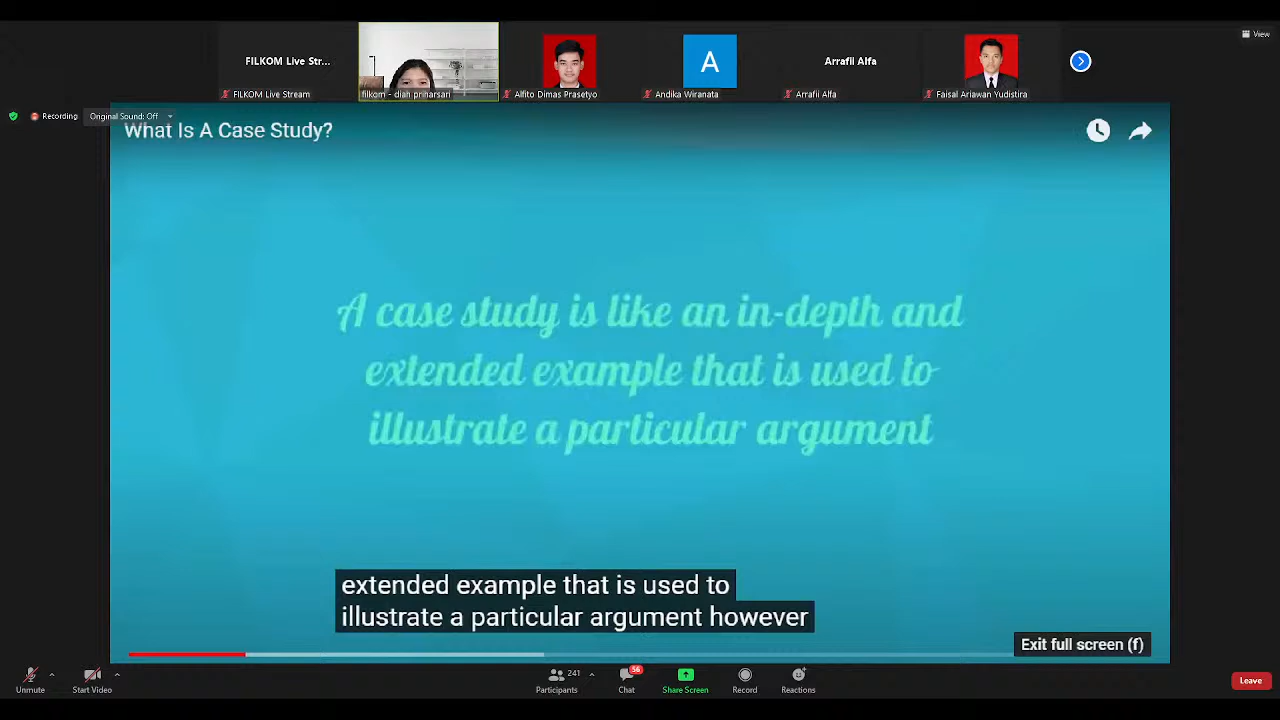 View
FILKOM Live Str...
A
Arrafii Alfa
FILKOM Live Stream
filkom - diah prinarsari
Alfito Dimas Prasetyo
Andika Wiranata
Arrafii Alfa
Faisal Ariawan Yudistira
Recording
Original Sound: Off
What Is A Case Study?
A case study is like an in-depth and
extended example that is used to
illustrate a particular argument
extended example that is used to
illustrate a particular argument however
Exit full screen (f)
Unmute
Start Video
241
Participants
56
Chat
Share Screen
Record
Reactions
Leave